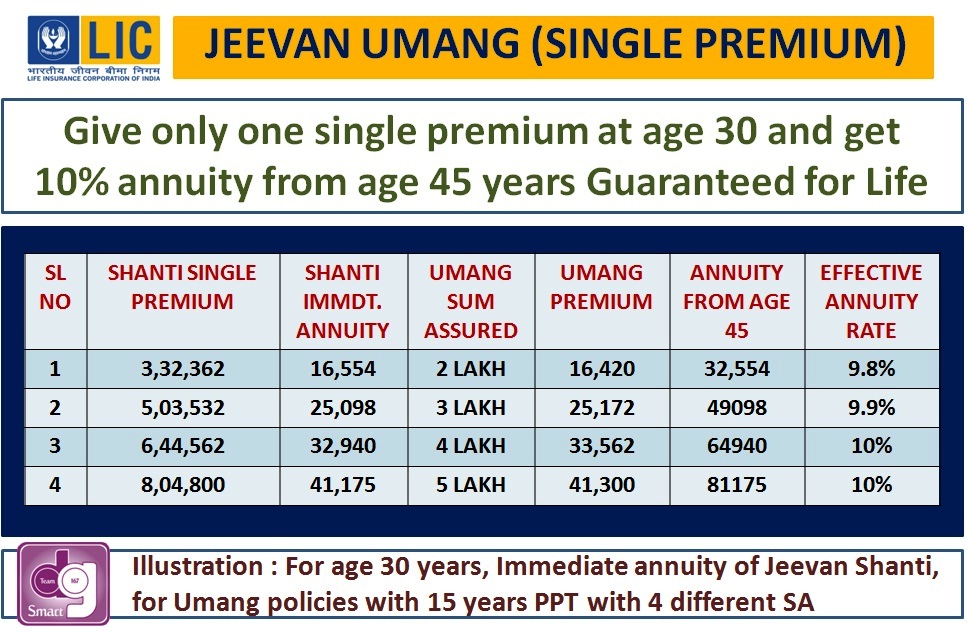 LIC
भारतीय जीवन बीमा निगम
LIFE INSURANCE CORPORATION OF INDIA
JEEVAN UMANG (SINGLE PREMIUM)
Give only one single premium at age 30 and get
10% annuity from age 45 years Guaranteed for Life
SL NO | SHANTI SINGLE PREMIUM | SHANTI IMMDT. ANNUITY | UMANG SUM ASSURED | UMANG PREMIUM | ANNUITY FROM AGE 45 | EFFECTIVE ANNUITY RATE
1 | 3,32,362 | 16,554 | 2 LAKH | 16,420 | 32,554 | 9.8%
2 | 5,03,532 | 25,098 | 3 LAKH | 25,172 | 49098 | 9.9%
3 | 6,44,562 | 32,940 | 4 LAKH | 33,562 | 64940 | 10%
4 | 8,04,800 | 41,175 | 5 LAKH | 41,300 | 81175 | 10%
Team 167
Smart
Illustration : For age 30 years, Immediate annuity of Jeevan Shanti,
for Umang policies with 15 years PPT with 4 different SA